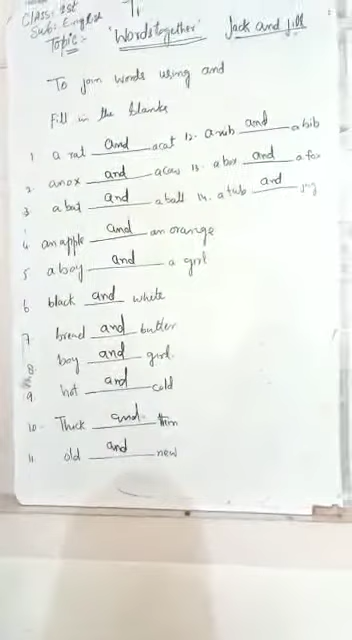 Class: 1st
Sub: English
Topic:- 'Words together' Jack and Jill
To join words using and
Fill in the blanks
1 a rat and a cat 12. a nib and a bib
2 an ox and a cow 13. a box and a fox
3 a bat and a ball 14. a tub and jug
4 an apple and an orange
5 a boy and a girl
6 black and white
7 bread and butter
8. boy and girl.
9 hot and cold
10. Thick and thin
11. old and new